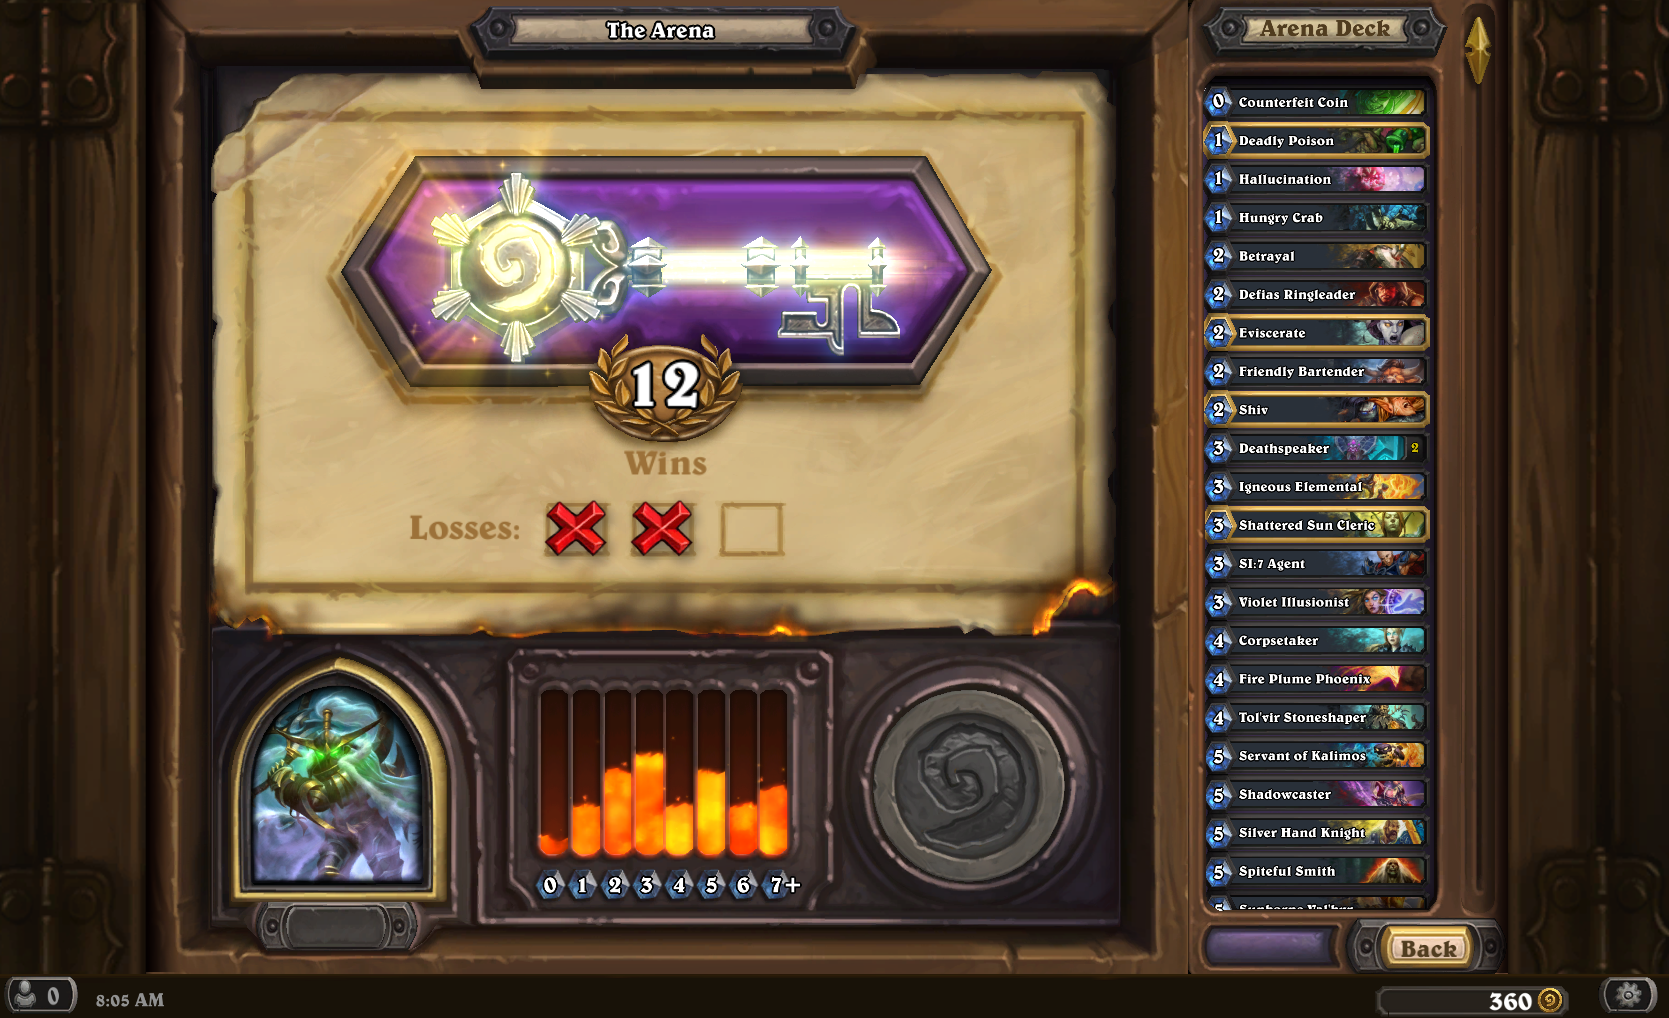 The Arena
12
Wins
Losses:
0 1 2 3 4 5 6 7+
Arena Deck
0 Counterfeit Coin
1 Deadly Poison
1 Hallucination
1 Hungry Crab
2 Betrayal
2 Defias Ringleader
2 Eviscerate
2 Friendly Bartender
2 Shiv
3 Deathspeaker 2
3 Igneous Elemental
3 Shattered Sun Cleric
3 SI:7 Agent
3 Violet Illusionist
4 Corpsetaker
4 Fire Plume Phoenix
4 Tol'vir Stoneshaper
5 Servant of Kalimos
5 Shadowcaster
5 Silver Hand Knight
5 Spiteful Smith
5
Back
0 8:05 AM
360